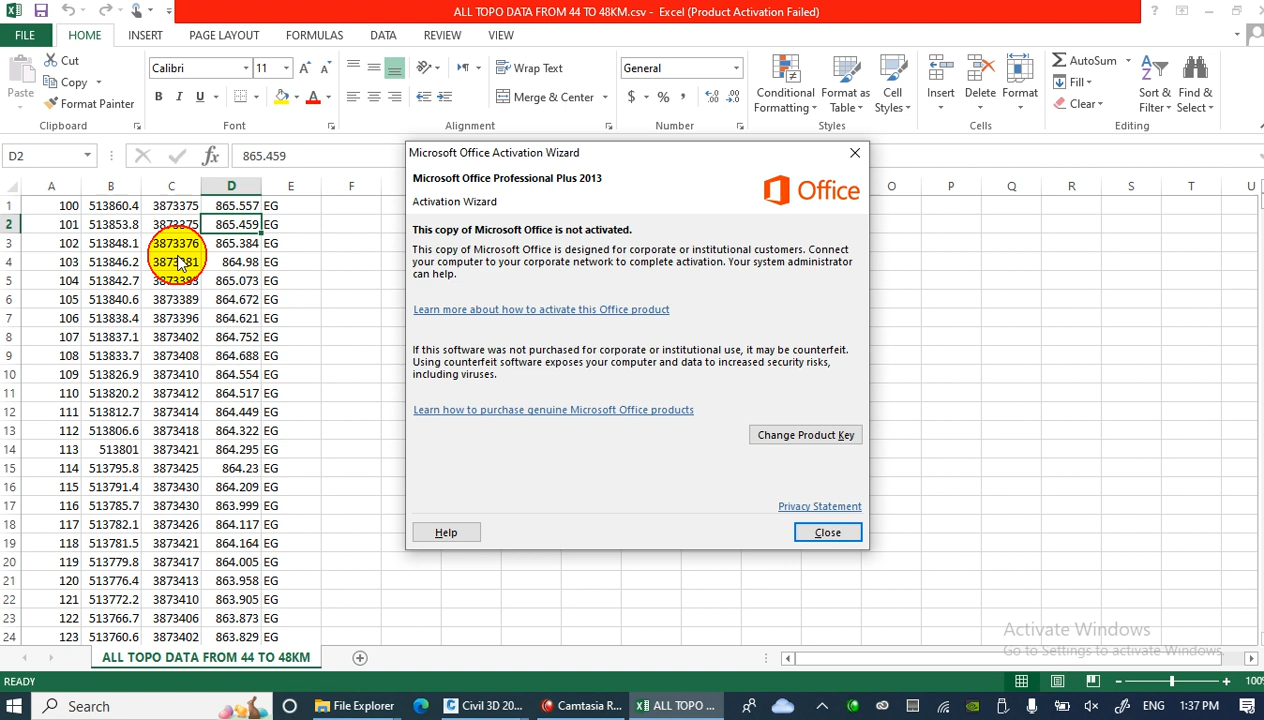 ALL TOPO DATA FROM 44 TO 48KM.csv - Excel (Product Activation Failed)
FILE HOME INSERT PAGE LAYOUT FORMULAS DATA REVIEW VIEW
Paste
Cut
Copy
Format Painter
Calibri 11
B I U
Wrap Text
Merge & Center
General
$ % ,
Conditional Formatting
Format as Table
Cell Styles
Insert
Delete
Format
AutoSum
Fill
Clear
Sort & Filter
Find & Select
Clipboard Font Alignment Number Styles Cells Editing
D2 fx 865.459
A B C D E F O P Q R S T U
1 100 513860.4 3873375 865.557 EG
2 101 513853.8 3873375 865.459 EG
3 102 513848.1 3873376 865.384 EG
4 103 513846.2 864.98 EG
5 104 513842.7 3873385 865.073 EG
6 105 513840.6 3873389 864.672 EG
7 106 513838.4 3873396 864.621 EG
8 107 513837.1 3873402 864.752 EG
9 108 513833.7 3873408 864.688 EG
10 109 513826.9 3873410 864.554 EG
11 110 513820.2 3873412 864.517 EG
12 111 513812.7 3873414 864.449 EG
13 112 513806.6 3873418 864.322 EG
14 113 513801 3873421 864.295 EG
15 114 513795.8 3873425 864.23 EG
16 115 513791.4 3873430 864.209 EG
17 116 513785.7 3873430 863.999 EG
18 117 513782.1 3873426 864.117 EG
19 118 513781.5 3873421 864.164 EG
20 119 513779.8 3873417 864.005 EG
21 120 513776.4 3873413 863.958 EG
22 121 513772.2 3873410 863.905 EG
23 122 513766.7 3873406 863.873 EG
24 123 513760.6 3873402 863.829 EG
Microsoft Office Activation Wizard
Microsoft Office Professional Plus 2013
Activation Wizard
Office
This copy of Microsoft Office is not activated.
This copy of Microsoft Office is designed for corporate or institutional customers. Connect
your computer to your corporate network to complete activation. Your system administrator
can help.
Learn more about how to activate this Office product
If this software was not purchased for corporate or institutional use, it may be counterfeit.
Using counterfeit software exposes your computer and data to increased security risks,
including viruses.
Learn how to purchase genuine Microsoft Office products
Change Product Key
Privacy Statement
Help
Close
Activate Windows
Go to Settings to activate Windows.
ALL TOPO DATA FROM 44 TO 48KM
READY
100%
Search
File Explorer
Civil 3D 20...
Camtasia R...
ALL TOPO ...
ENG 1:37 PM